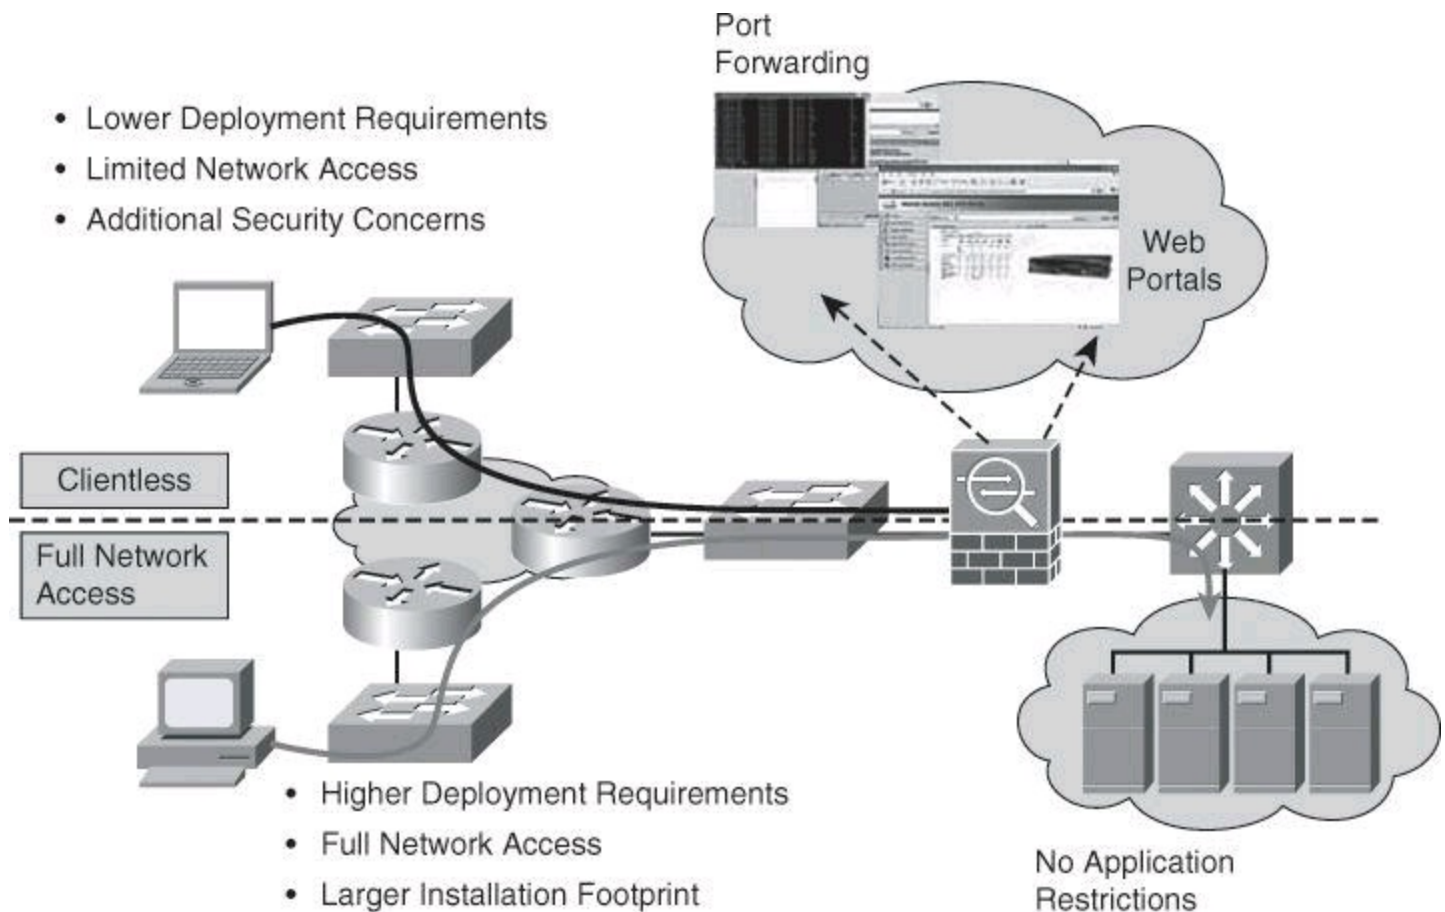 Port
Forwarding
• Lower Deployment Requirements
• Limited Network Access
• Additional Security Concerns
Web
Portals
Clientless
Full Network
Access
• Higher Deployment Requirements
• Full Network Access
• Larger Installation Footprint
No Application
Restrictions